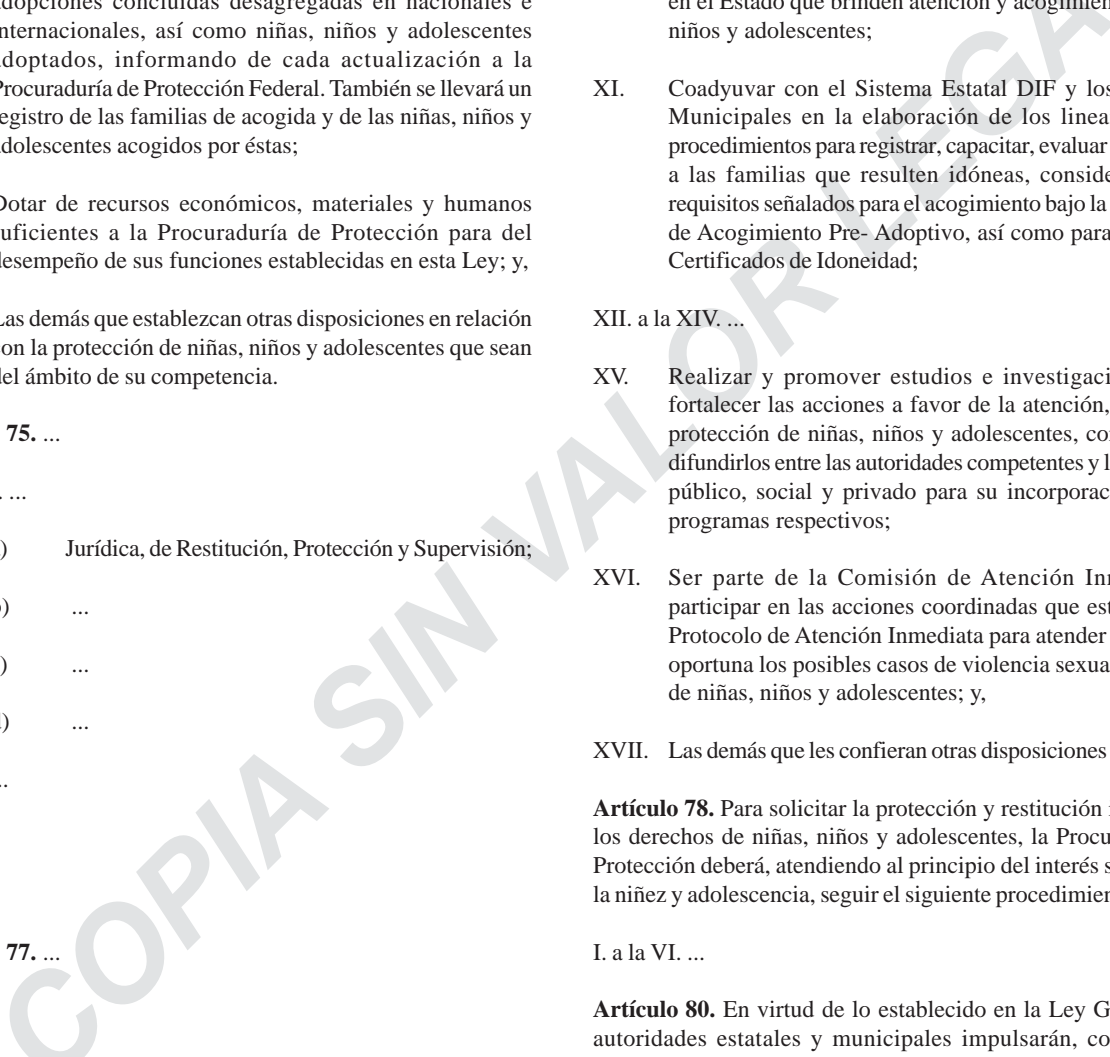 adopciones concluidas desagregadas en nacionales e
internacionales, así como niñas, niños y adolescentes
adoptados, informando de cada actualización a la
Procuraduría de Protección Federal. También se llevará un
registro de las familias de acogida y de las niñas, niños y
adolescentes acogidos por éstas;
Dotar de recursos económicos, materiales y humanos
suficientes a la Procuraduría de Protección para del
desempeño de sus funciones establecidas en esta Ley; y,
Las demás que establezcan otras disposiciones en relación
con la protección de niñas, niños y adolescentes que sean
del ámbito de su competencia.
75. ...
. ...
) Jurídica, de Restitución, Protección y Supervisión;
) ...
) ...
) ...
..
77. ...
en el Estado que brinden atención y
niños y adolescentes;
XI. Coadyuvar con el Sistema Estatal DIF y los
Municipales en la elaboración de los
procedimientos para registrar, capacitar, evaluar
a las familias que resulten idóneas,
requisitos señalados para el acogimiento bajo la
de Acogimiento Pre- Adoptivo, así como para
Certificados de Idoneidad;
XII. a la XIV. ...
XV. Realizar y promover estudios e
fortalecer las acciones a favor de la atención,
protección de niñas, niños y adolescentes,
difundirlos entre las autoridades competentes y
público, social y privado para su
programas respectivos;
XVI. Ser parte de la Comisión de Atención
participar en las acciones coordinadas que
Protocolo de Atención Inmediata para atender
oportuna los posibles casos de violencia
de niñas, niños y adolescentes; y,
XVII. Las demás que les confieran otras disposiciones
Artículo 78. Para solicitar la protección y restitución
los derechos de niñas, niños y adolescentes, la
Protección deberá, atendiendo al principio del interés
la niñez y adolescencia, seguir el siguiente
I. a la VI. ...
Artículo 80. En virtud de lo establecido en la Ley
autoridades estatales y municipales impulsarán,
COPIA SIN VALOR LEGA